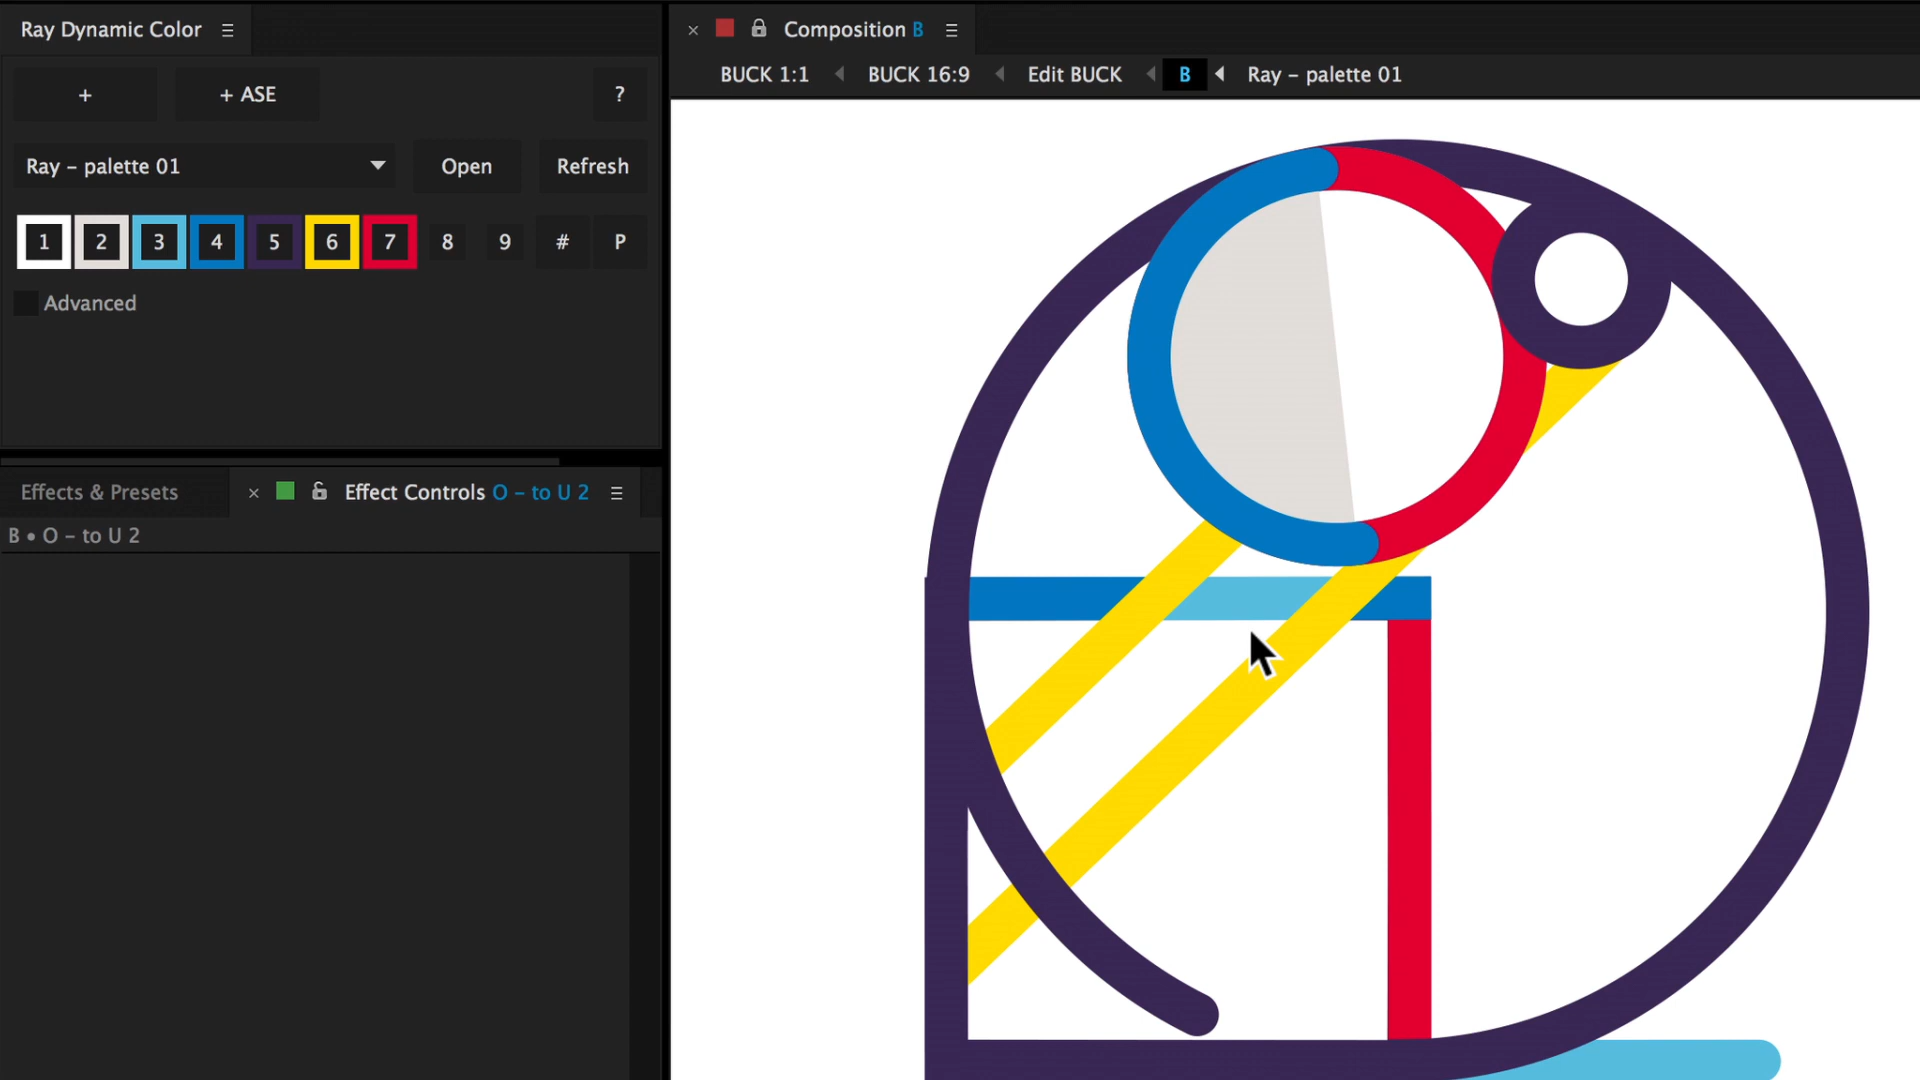 Ray Dynamic Color
+ + ASE ?
Ray – palette 01 Open Refresh
1 2 3 4 5 6 7 8 9 # P
Advanced
Effects & Presets × Effect Controls O – to U 2
B • O – to U 2
× Composition B
BUCK 1:1 BUCK 16:9 Edit BUCK B Ray – palette 01